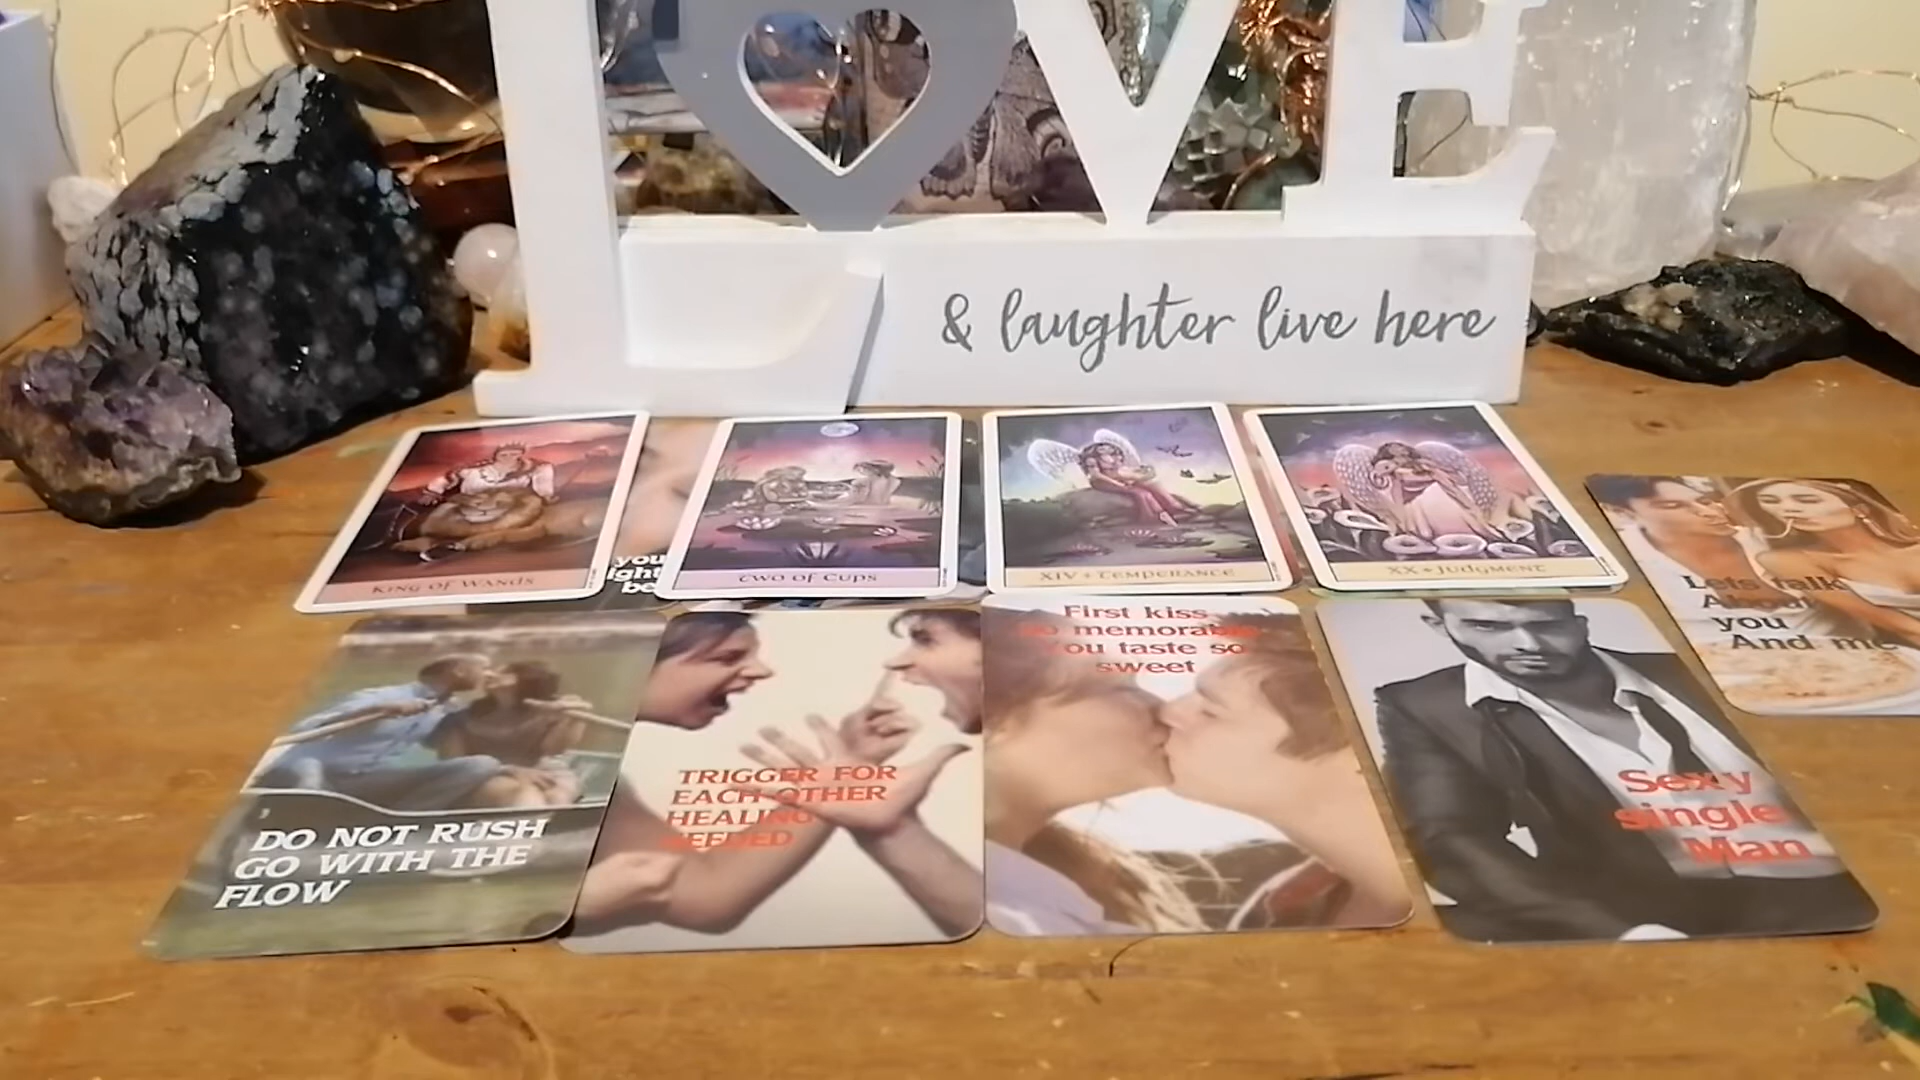 LOVE
& laughter live here
KING OF WANDS
TWO OF CUPS
XIV + TEMPERANCE
XX + JUDGMENT
you
ight
be
Lets talk
About
you
And me
DO NOT RUSH
GO WITH THE
FLOW
TRIGGER FOR
EACH OTHER
HEALING
NEEDED
First kiss
so memorable
You taste so
sweet
Sexy
single
Man